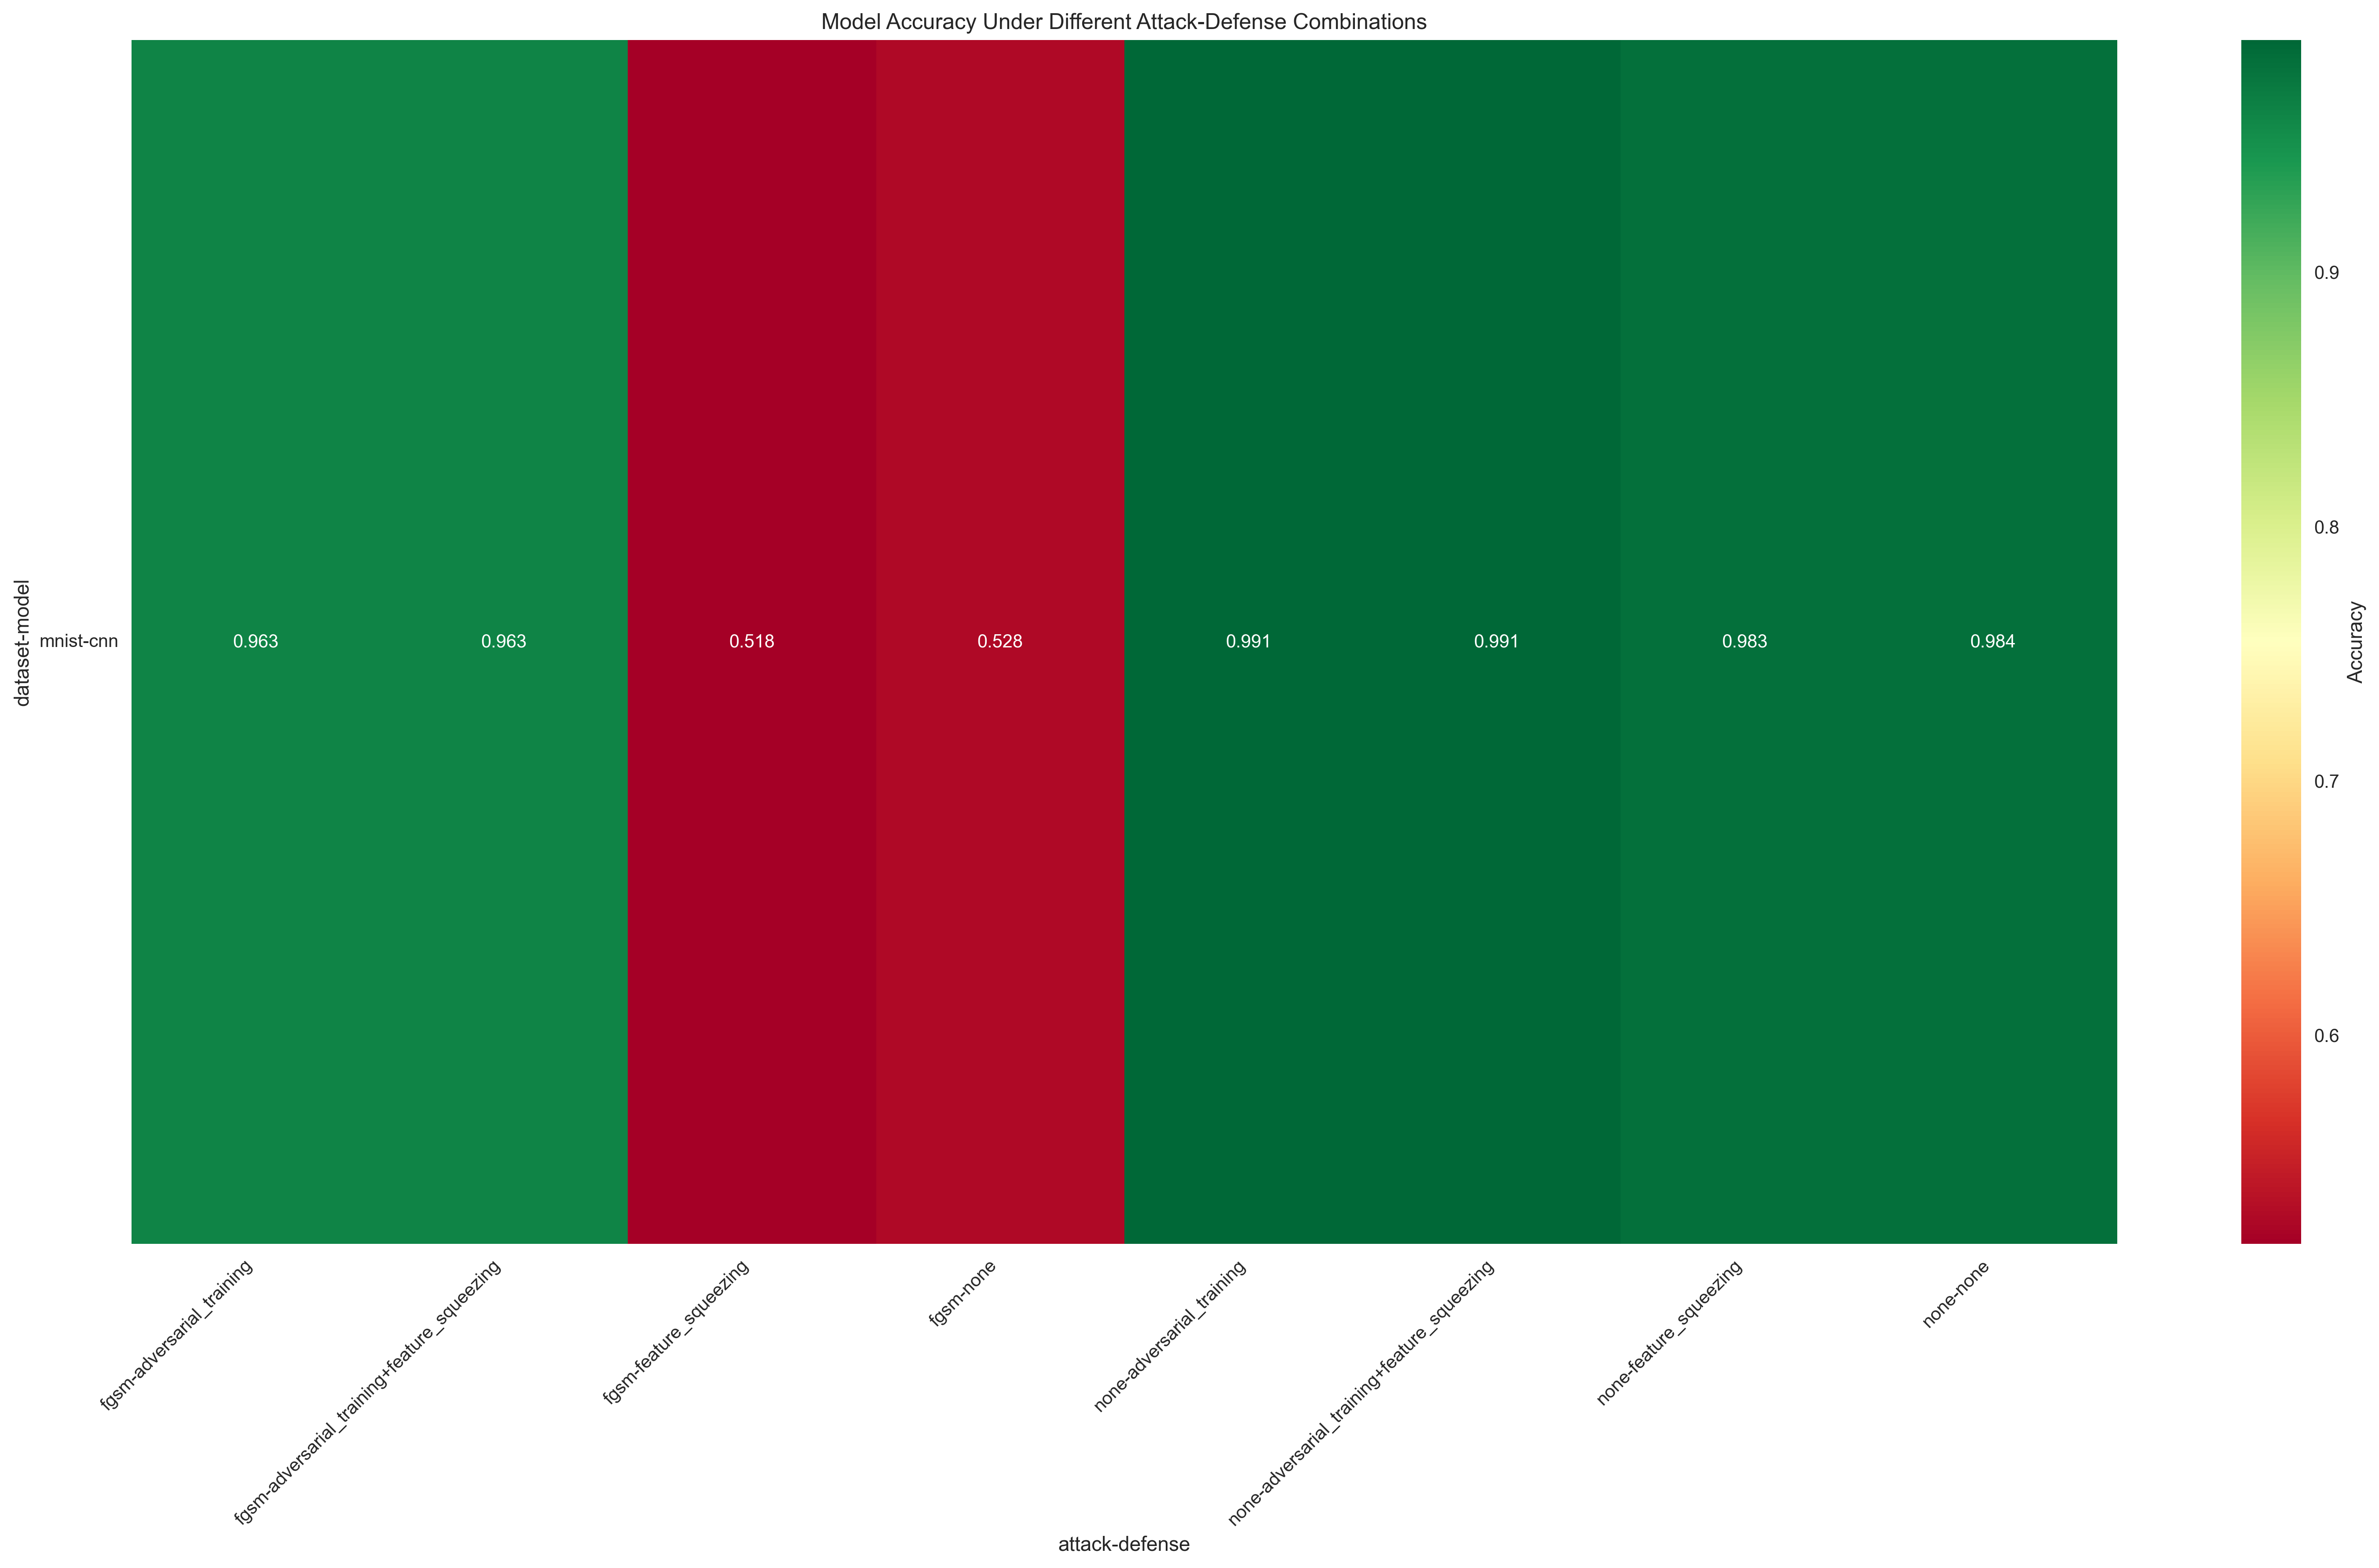 Model Accuracy Under Different Attack-Defense Combinations
dataset-model
mnist-cnn
0.963
0.963
0.518
0.528
0.991
0.991
0.983
0.984
fgsm-adversarial_training
fgsm-adversarial_training+feature_squeezing
fgsm-feature_squeezing
fgsm-none
none-adversarial_training
none-adversarial_training+feature_squeezing
none-feature_squeezing
none-none
attack-defense
0.9
0.8
0.7
0.6
Accuracy